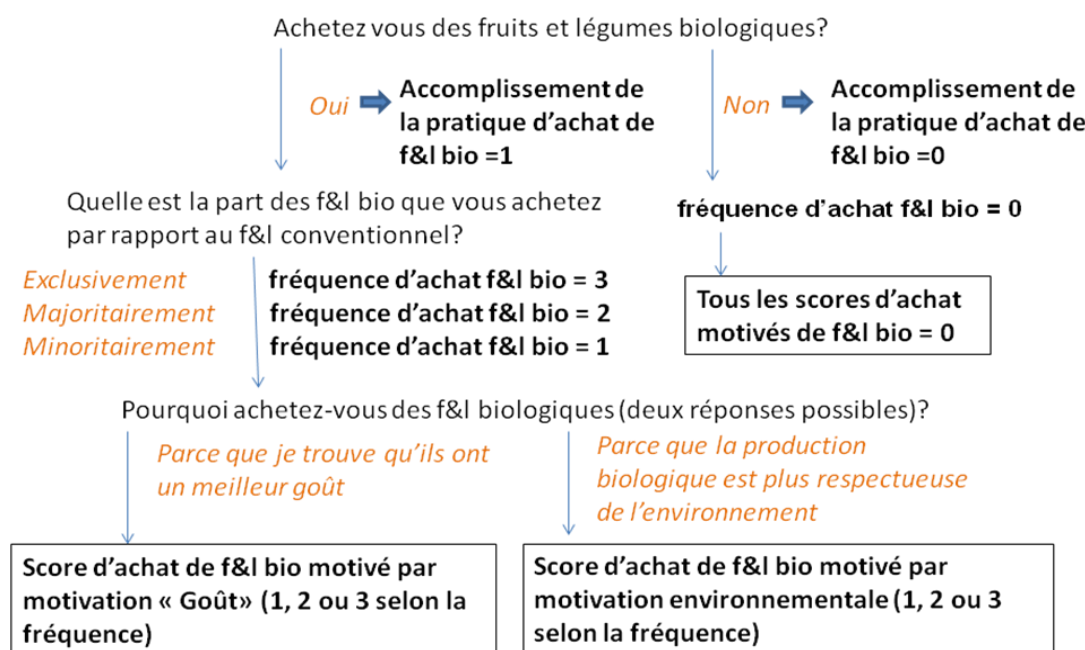 Achetez vous des fruits et légumes biologiques?
Oui
Accomplissement de
la pratique d'achat de
f&l bio =1
Non
Accomplissement de
la pratique d'achat de
f&l bio =0
Quelle est la part des f&l bio que vous achetez
par rapport au f&l conventionnel?
fréquence d'achat f&l bio = 0
Exclusivement fréquence d'achat f&l bio = 3
Majoritairement fréquence d'achat f&l bio = 2
Minoritairement fréquence d'achat f&l bio = 1
Tous les scores d'achat
motivés de f&l bio = 0
Pourquoi achetez-vous des f&l biologiques (deux réponses possibles)?
Parce que je trouve qu'ils ont
un meilleur goût
Parce que la production
biologique est plus respectueuse
de l'environnement
Score d'achat de f&l bio motivé par
motivation « Goût» (1, 2 ou 3 selon la
fréquence)
Score d'achat de f&l bio motivé par
motivation environnementale (1, 2 ou 3
selon la fréquence)